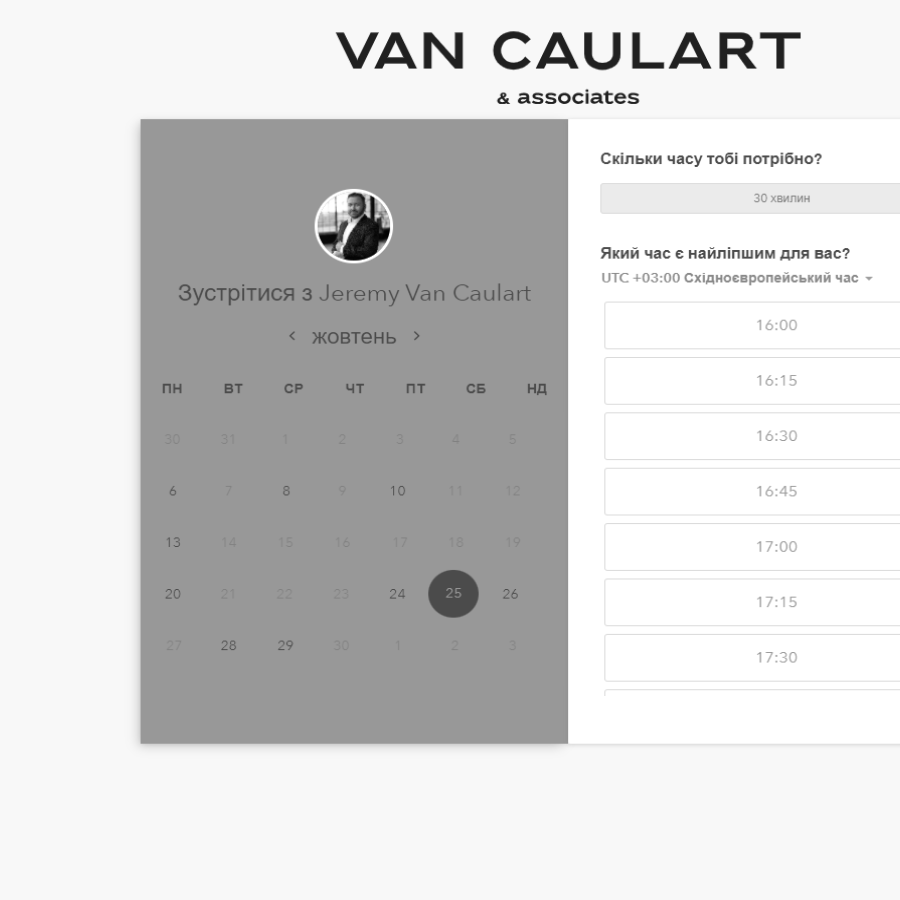 VAN CAULART
& associates
Зустрітися з Jeremy Van Caulart
жовтень
ПН ВТ СР ЧТ ПТ СБ НД
30 31 1 2 3 4 5
6 7 8 9 10 11 12
13 14 15 16 17 18 19
20 21 22 23 24 25 26
27 28 29 30 1 2 3
Скільки часу тобі потрібно?
30 хвилин
Який час є найліпшим для вас?
UTC +03:00 Східноєвропейський час
16:00
16:15
16:30
16:45
17:00
17:15
17:30